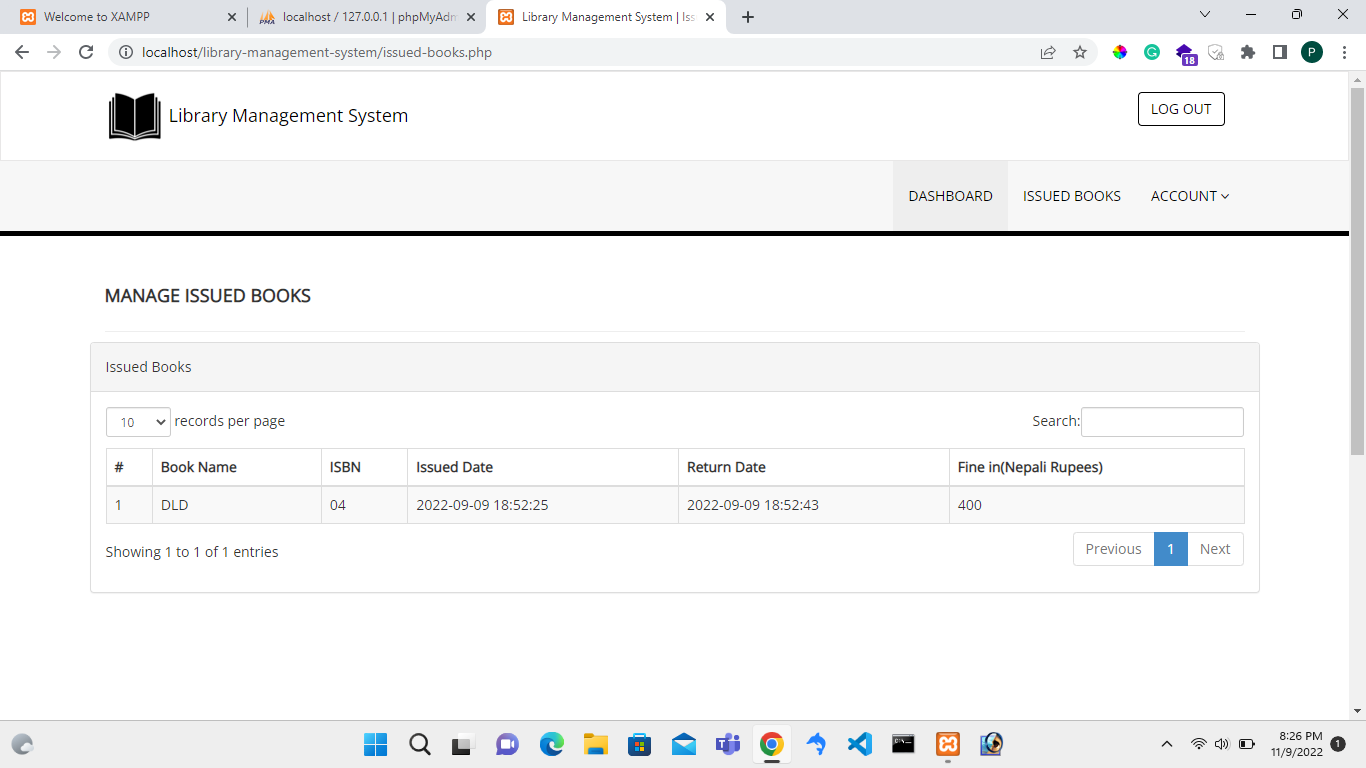 Welcome to XAMPP
localhost / 127.0.0.1 | phpMyAdm
Library Management System | Iss
localhost/library-management-system/issued-books.php
18
P
Library Management System
LOG OUT
DASHBOARD ISSUED BOOKS ACCOUNT
MANAGE ISSUED BOOKS
Issued Books
10 records per page Search:
# Book Name ISBN Issued Date Return Date Fine in(Nepali Rupees)
1 DLD 04 2022-09-09 18:52:25 2022-09-09 18:52:43 400
Showing 1 to 1 of 1 entries Previous 1 Next
8:26 PM
11/9/2022
1